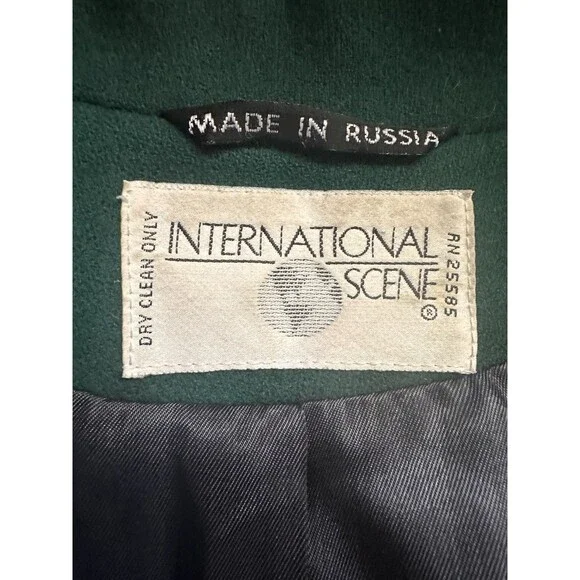 MADE IN RUSSIA
DRY CLEAN ONLY
INTERNATIONAL
SCENE
®
RN 25585